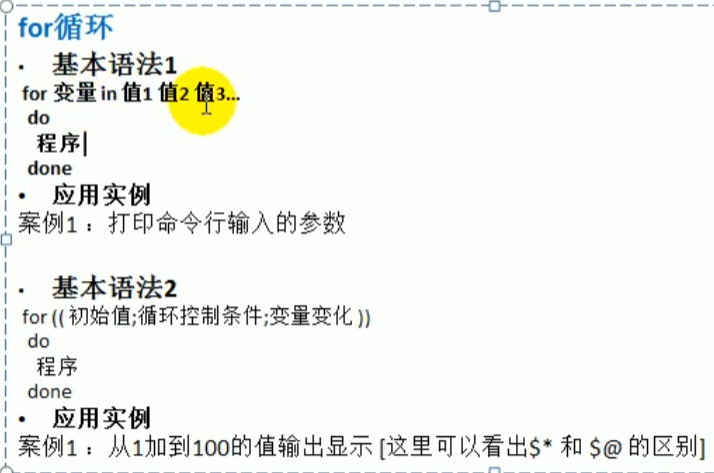 for循环
• 基本语法1
for 变量 in 值1 值2 值3...
do
程序
done
• 应用实例
案例1 ：打印命令行输入的参数
• 基本语法2
for (( 初始值;循环控制条件;变量变化 ))
do
程序
done
• 应用实例
案例1 ：从1加到100的值输出显示 [这里可以看出$* 和 $@ 的区别]